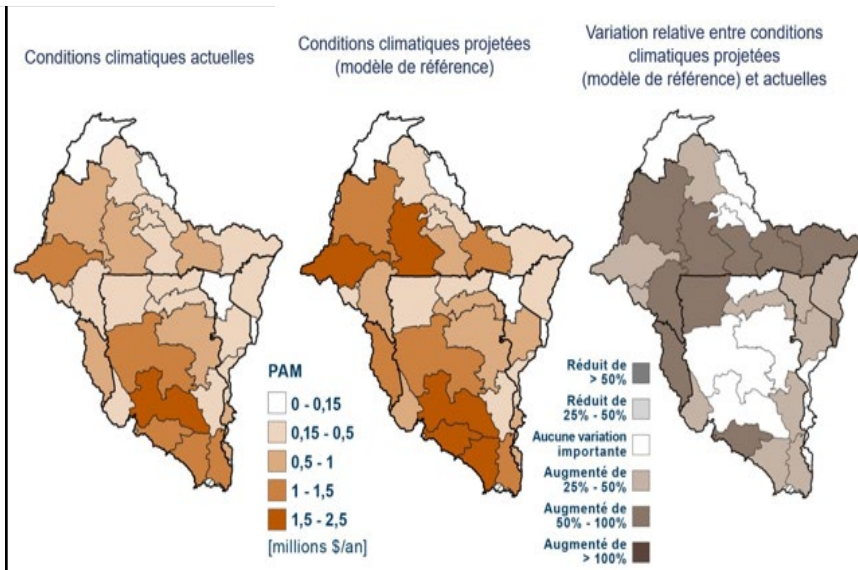 Conditions climatiques actuelles
Conditions climatiques projetées
(modèle de référence)
Variation relative entre conditions
climatiques projetées
(modèle de référence) et actuelles
PAM
0 - 0,15
0,15 - 0,5
0,5 - 1
1 - 1,5
1,5 - 2,5
[millions $/an]
Réduit de
> 50%
Réduit de
25% - 50%
Aucune variation
importante
Augmenté de
25% - 50%
Augmenté de
50% - 100%
Augmenté de
> 100%